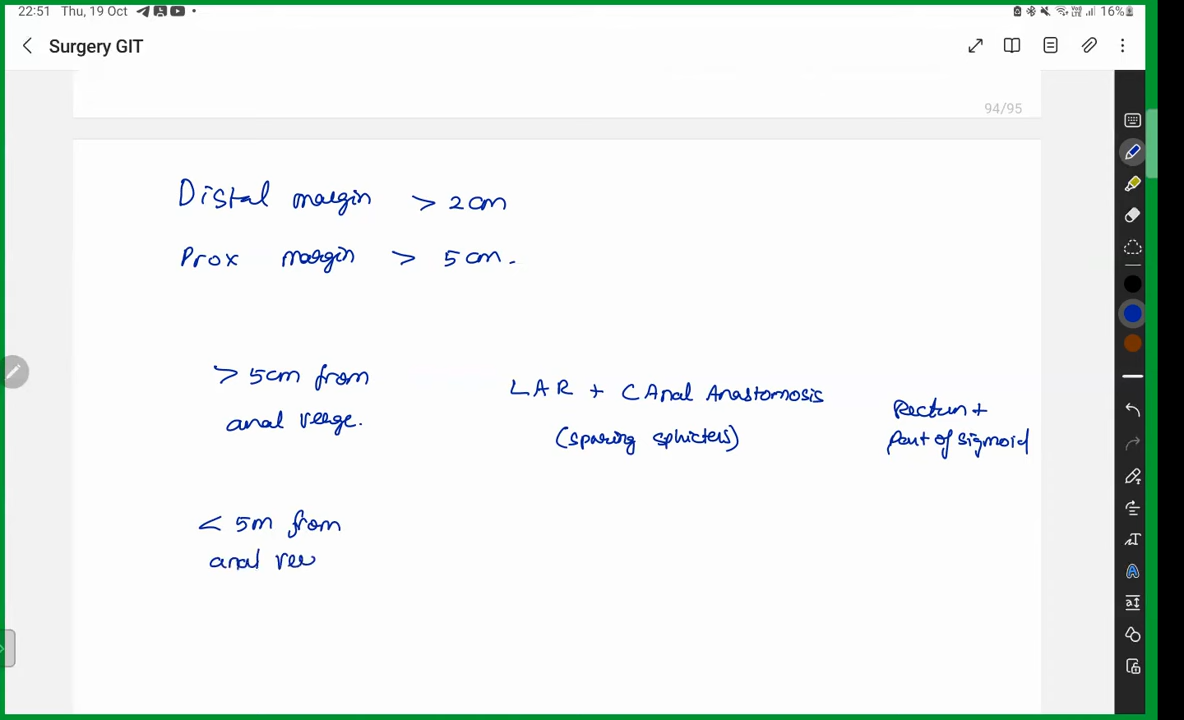 22:51 Thu, 19 Oct
16%
Surgery GIT
94/95
Distal margin > 2cm
Prox margin > 5cm.
> 5cm from
anal verge.
LAR + CAnal Anastomosis
(sparing sphicters)
Rectum +
Part of sigmoid
< 5m from
anal ver